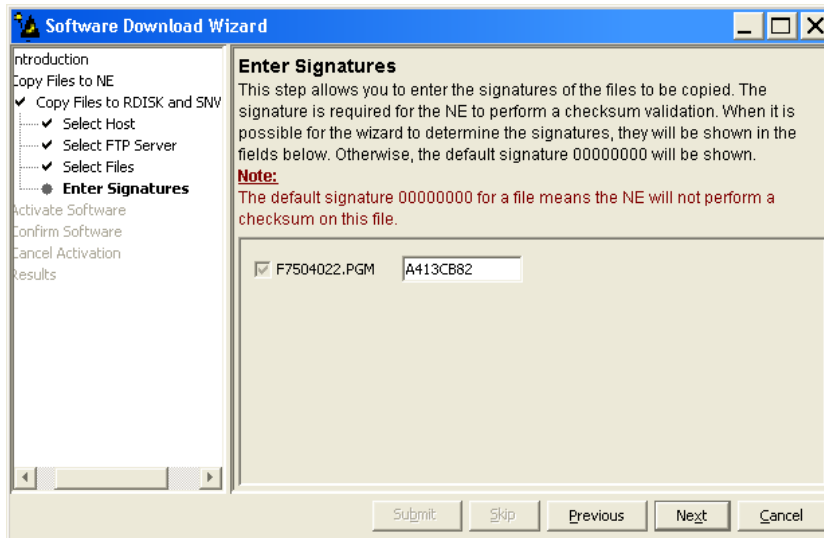 Software Download Wizard
ntroduction
Copy Files to NE
Copy Files to RDISK and SNV
Select Host
Select FTP Server
Select Files
Enter Signatures
Activate Software
Confirm Software
Cancel Activation
Results
Enter Signatures
This step allows you to enter the signatures of the files to be copied. The
signature is required for the NE to perform a checksum validation. When it is
possible for the wizard to determine the signatures, they will be shown in the
fields below. Otherwise, the default signature 00000000 will be shown.
Note:
The default signature 00000000 for a file means the NE will not perform a
checksum on this file.
F7504022.PGM A413CB82
Submit Skip Previous Next Cancel